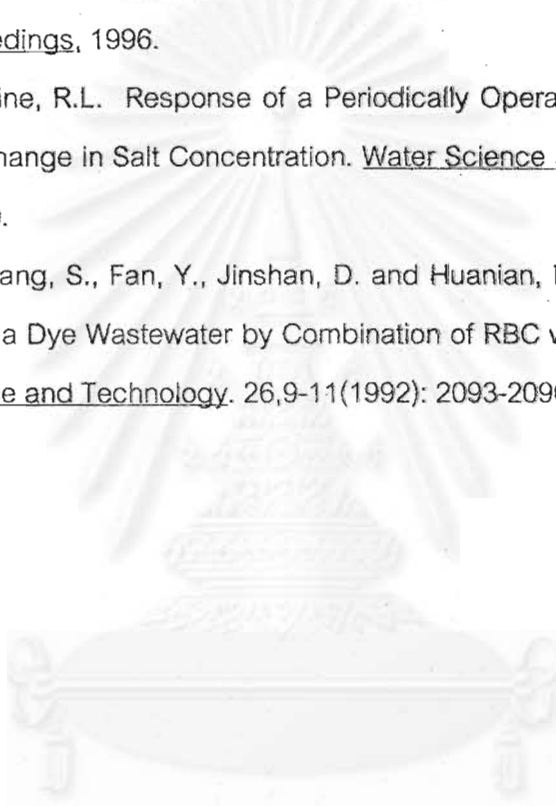 edings, 1996.
ine, R.L. Response of a Periodically Opera
hange in Salt Concentration. Water Science
ang, S., Fan, Y., Jinshan, D. and Huanian,
a Dye Wastewater by Combination of RBC
e and Technology. 26,9-11(1992): 2093-209